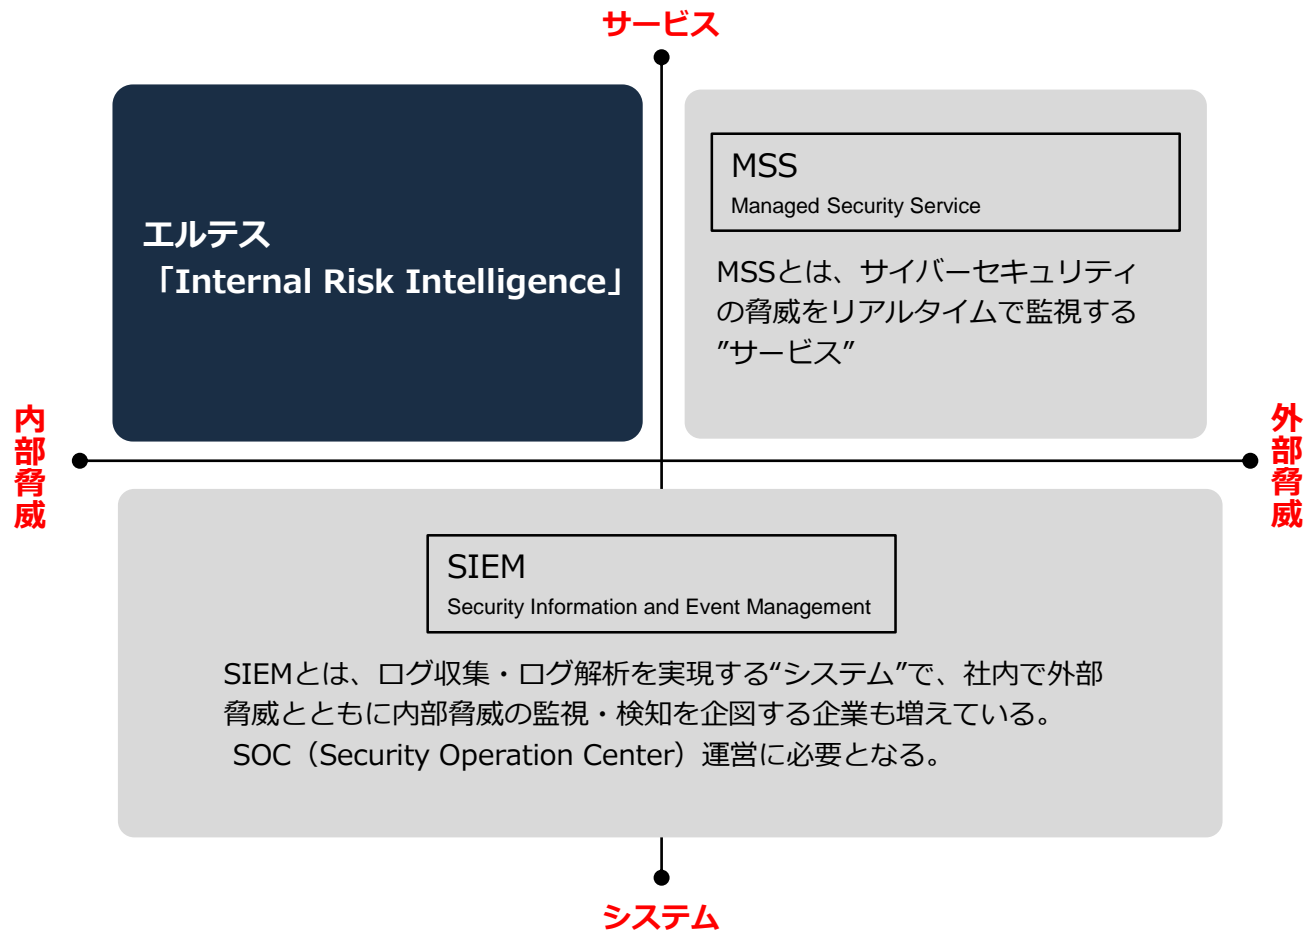 サービス
エルテス
「Internal Risk Intelligence」
MSS
Managed Security Service
MSSとは、サイバーセキュリティ
の脅威をリアルタイムで監視する
”サービス”
内部脅威
外部脅威
SIEM
Security Information and Event Management
SIEMとは、ログ収集・ログ解析を実現する“システム”で、社内で外部
脅威とともに内部脅威の監視・検知を企図する企業も増えている。
SOC（Security Operation Center）運営に必要となる。
システム